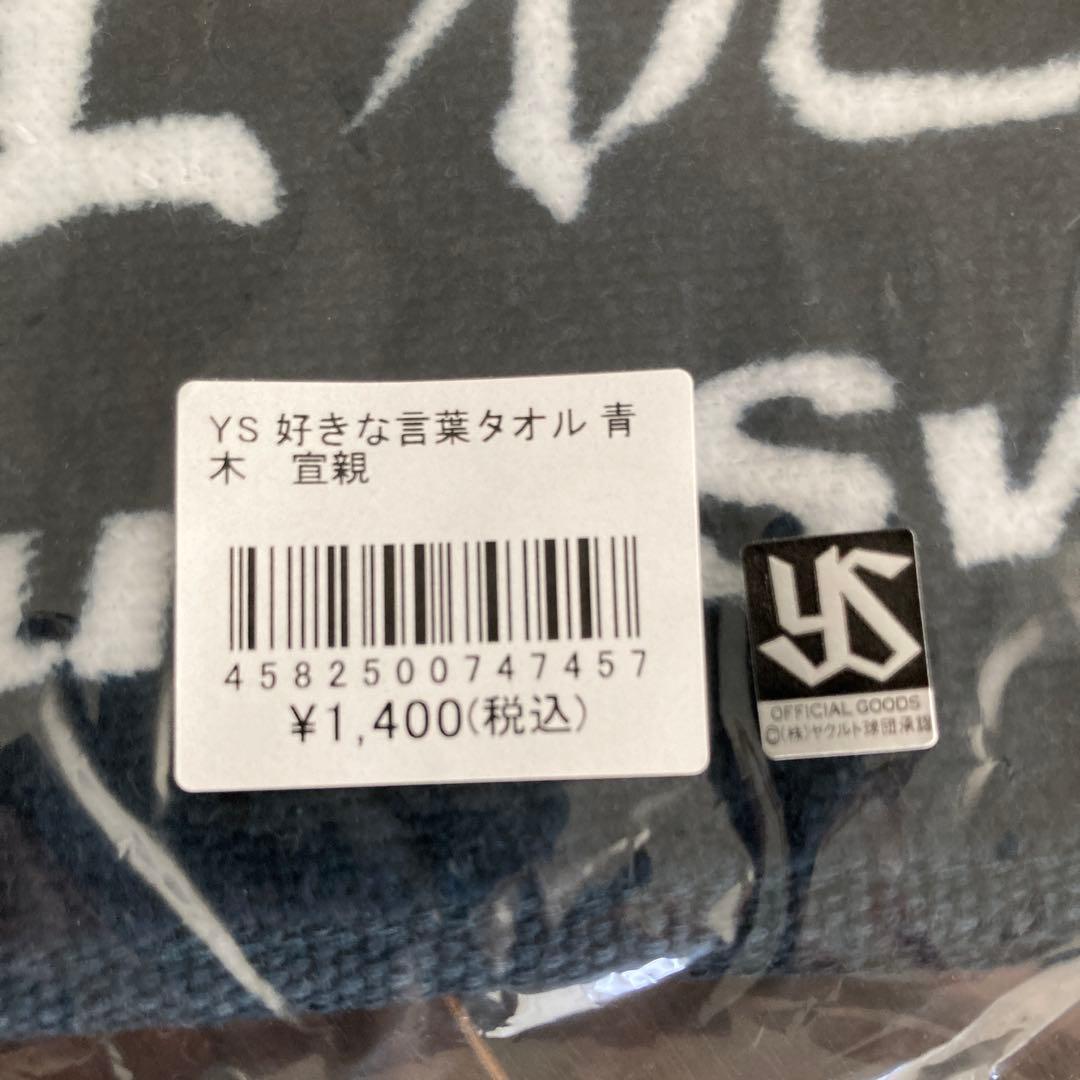 YS 好きな言葉タオル 青
木　宣親
4582500747457
¥1,400(税込)
YS
OFFICIAL GOODS
©(株)ヤクルト球団承認